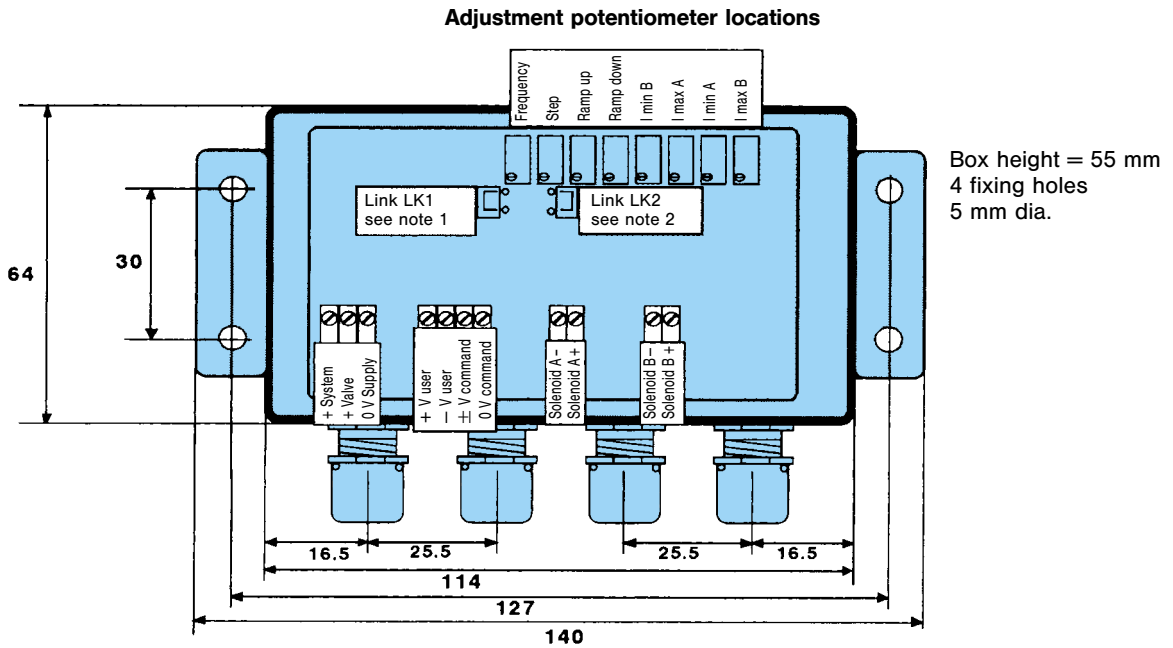 Adjustment potentiometer locations
Frequency
Step
Ramp up
Ramp down
I min B
I max A
I min A
I max B
Link LK1
see note 1
Link LK2
see note 2
Box height = 55 mm
4 fixing holes
5 mm dia.
64
30
+ System
+ Valve
0 V Supply
+ V user
− V user
± V command
0 V command
Solenoid A−
Solenoid A+
Solenoid B−
Solenoid B+
16.5
25.5
25.5
16.5
114
127
140